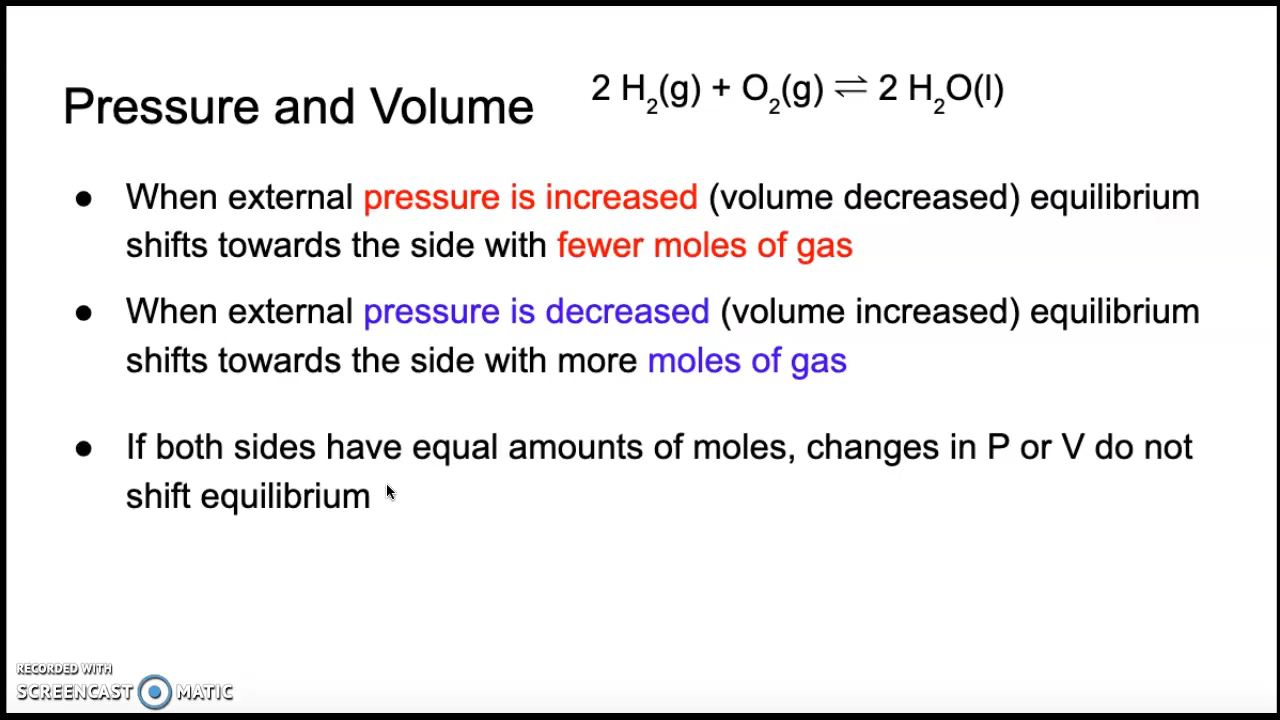 Pressure and Volume
2 H₂(g) + O₂(g) ⇌ 2 H₂O(l)
● When external pressure is increased (volume decreased) equilibrium
shifts towards the side with fewer moles of gas
● When external pressure is decreased (volume increased) equilibrium
shifts towards the side with more moles of gas
● If both sides have equal amounts of moles, changes in P or V do not
shift equilibrium
RECORDED WITH
SCREENCAST MATIC